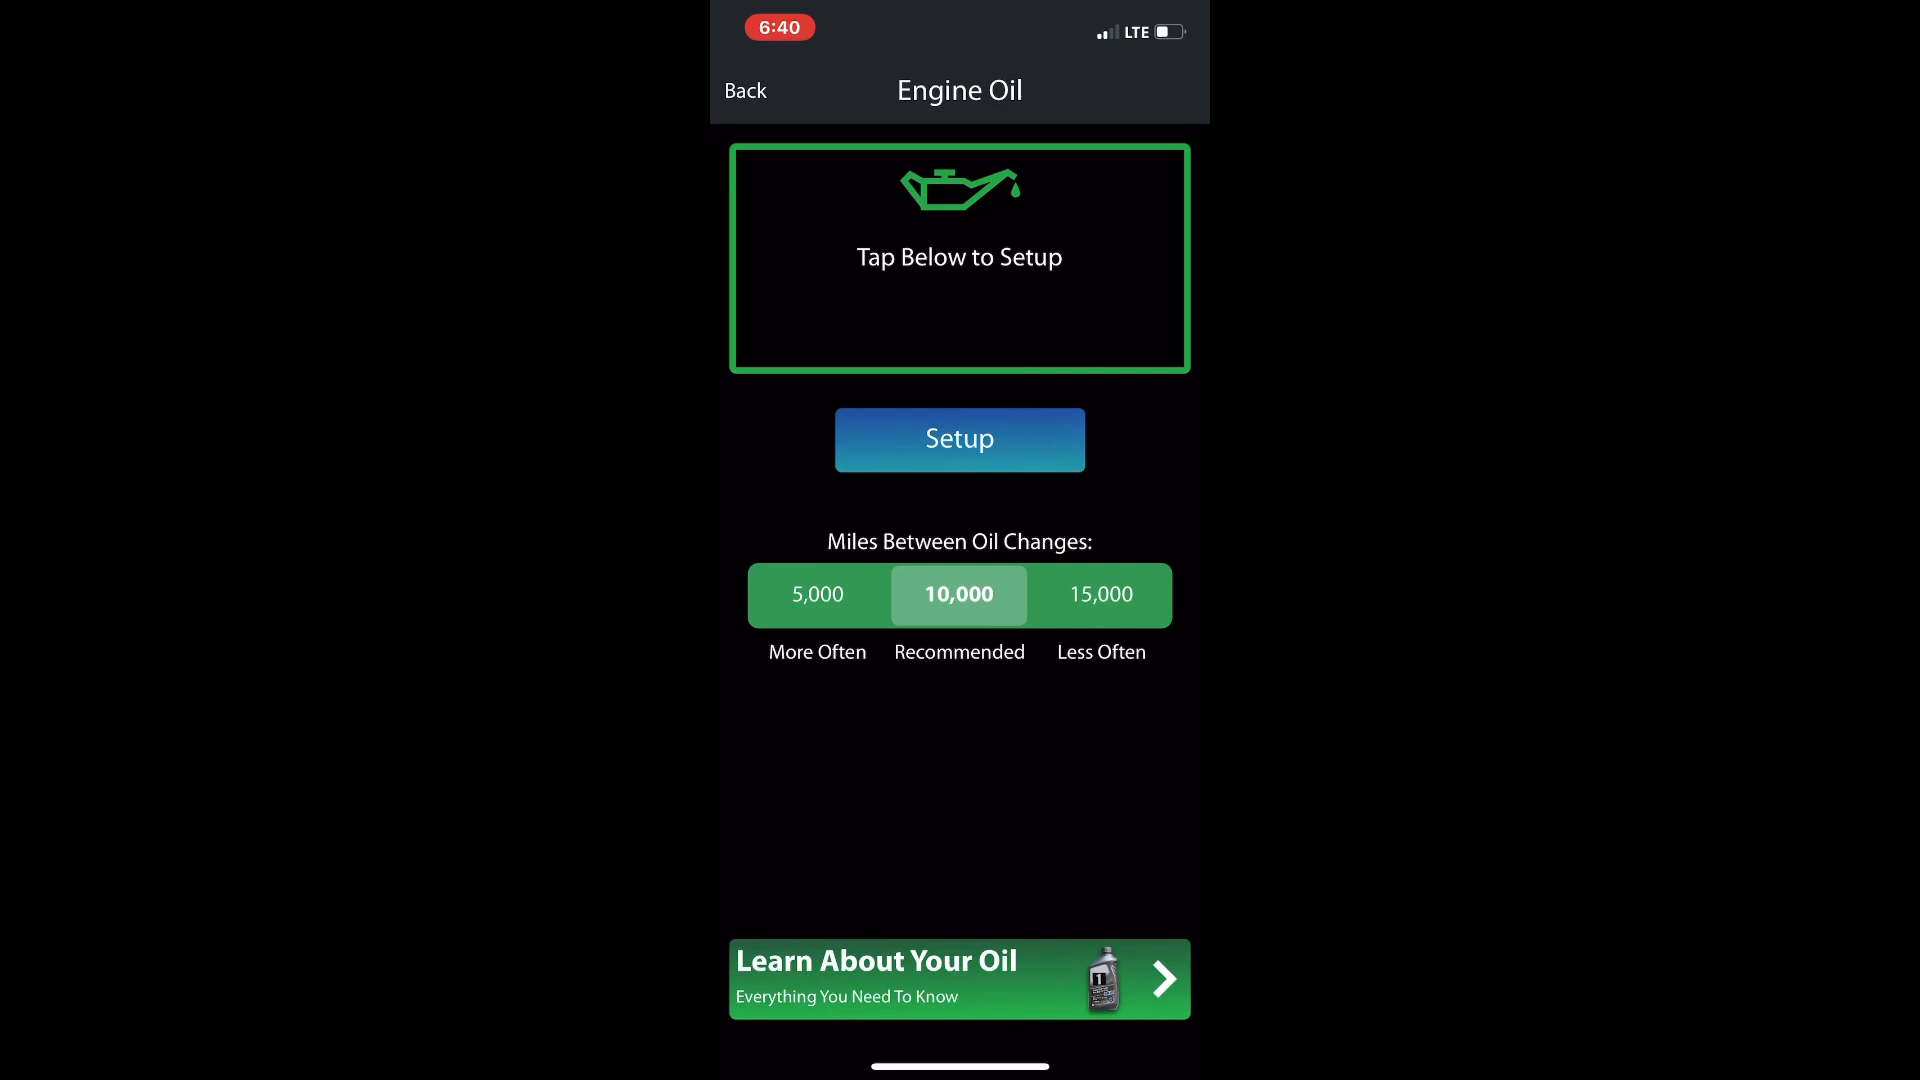 6:40
LTE
Back
Engine Oil
Tap Below to Setup
Setup
Miles Between Oil Changes:
5,000
10,000
15,000
More Often
Recommended
Less Often
Learn About Your Oil
Everything You Need To Know
1